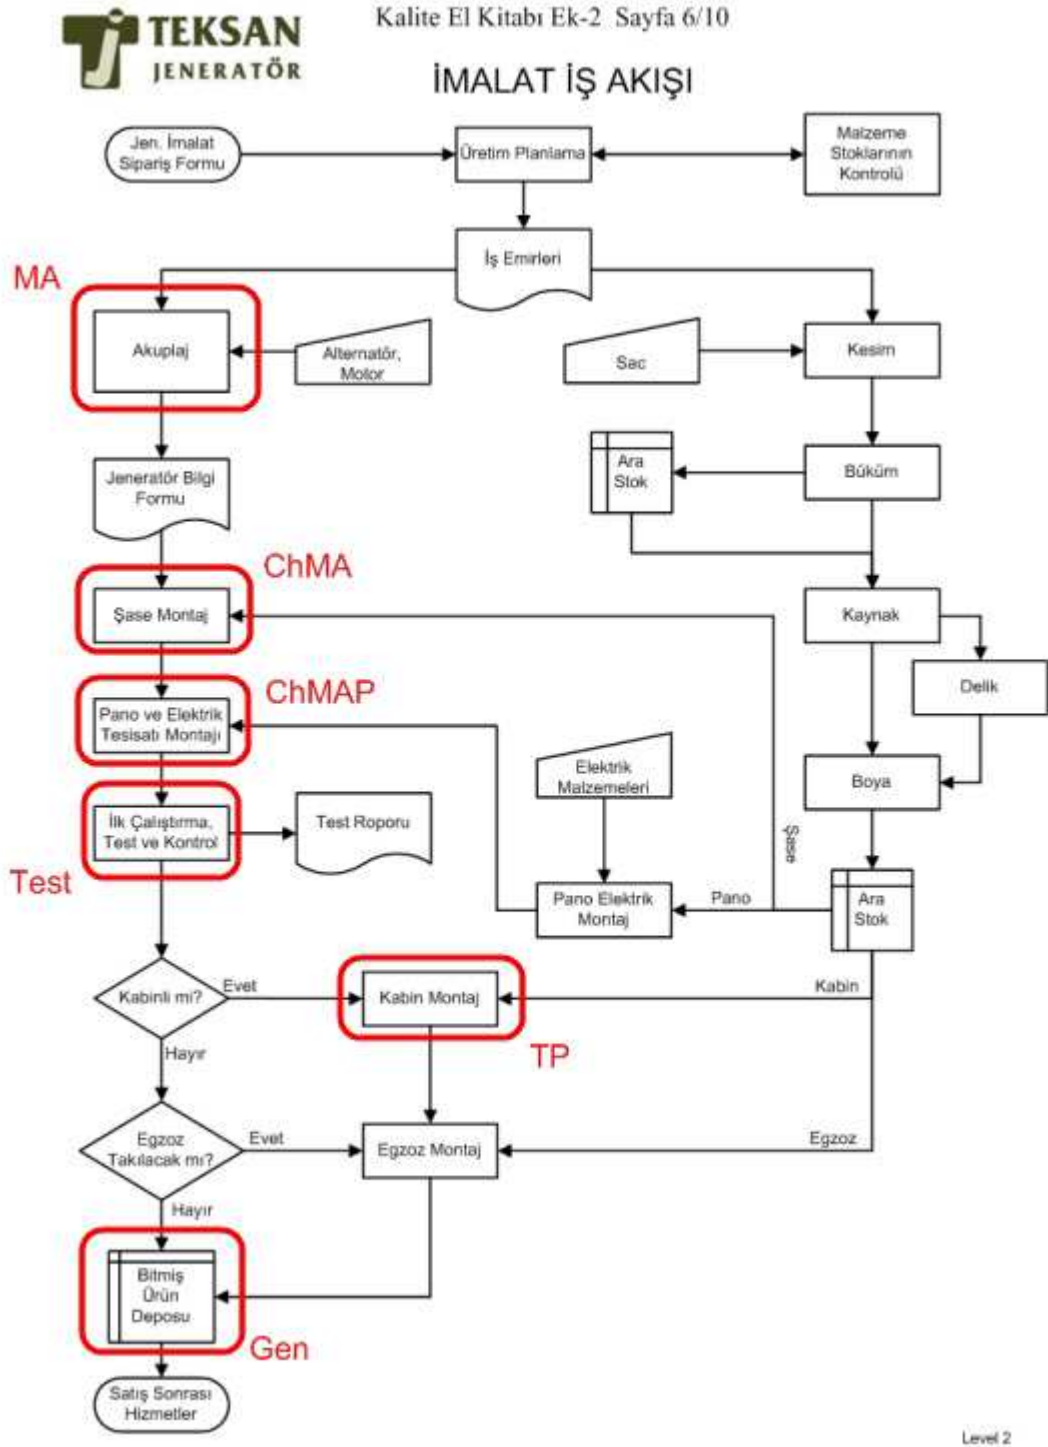 TEKSAN
JENERATÖR
Kalite El Kitabı Ek-2 Sayfa 6/10
İMALAT İŞ AKIŞI
Jen. İmalat
Sipariş Formu
Üretim Planlama
Malzeme
Stoklarının
Kontrolü
İş Emirleri
MA
Akuplaj
Alternatör,
Motor
Sac
Kesim
Ara
Stok
Büküm
Jeneratör Bilgi
Formu
ChMA
Şase Montaj
Kaynak
Delik
ChMAP
Pano ve Elektrik
Tesisatı Montajı
Elektrik
Malzemeleri
Boya
İlk Çalıştırma,
Test ve Kontrol
Test Roporu
Şase
Test
Pano Elektrik
Montaj
Pano
Ara
Stok
Kabinli mi?
Evet
Kabin Montaj
Kabin
TP
Hayır
Egzoz
Takılacak mı?
Evet
Egzoz Montaj
Egzoz
Hayır
Bitmiş
Ürün
Deposu
Gen
Satış Sonrası
Hizmetler
Level 2